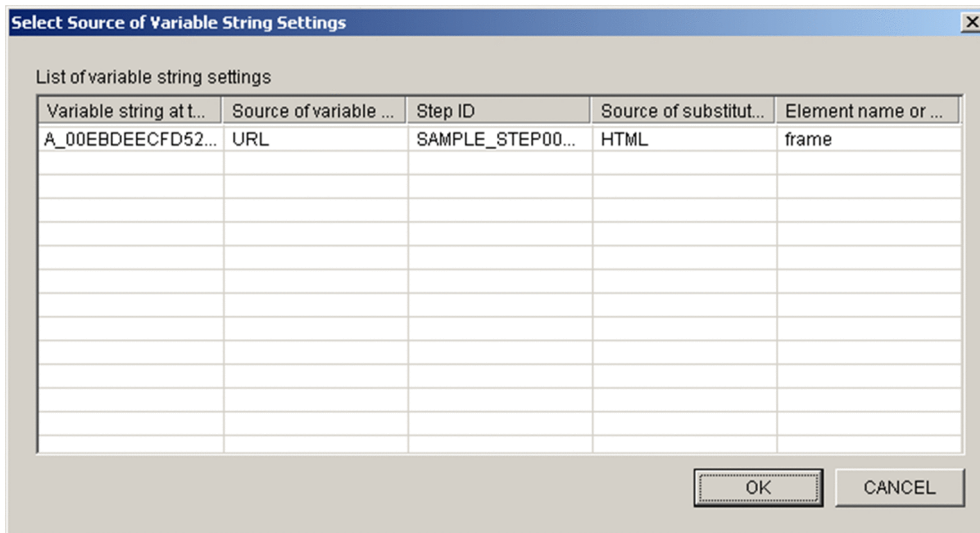 Select Source of Variable String Settings
List of variable string settings
Variable string at t... Source of variable ... Step ID Source of substitut... Element name or ...
A_00EBDEECFD52... URL SAMPLE_STEP00... HTML frame
OK CANCEL